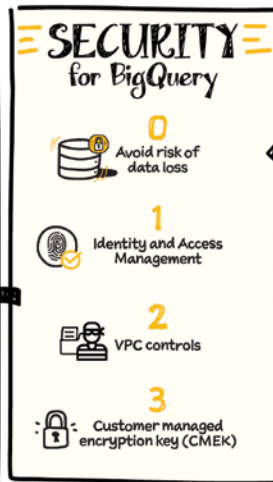 SECURITY
for BigQuery
0
Avoid risk of
data loss
1
Identity and Access
Management
2
VPC controls
3
Customer managed
encryption key (CMEK)